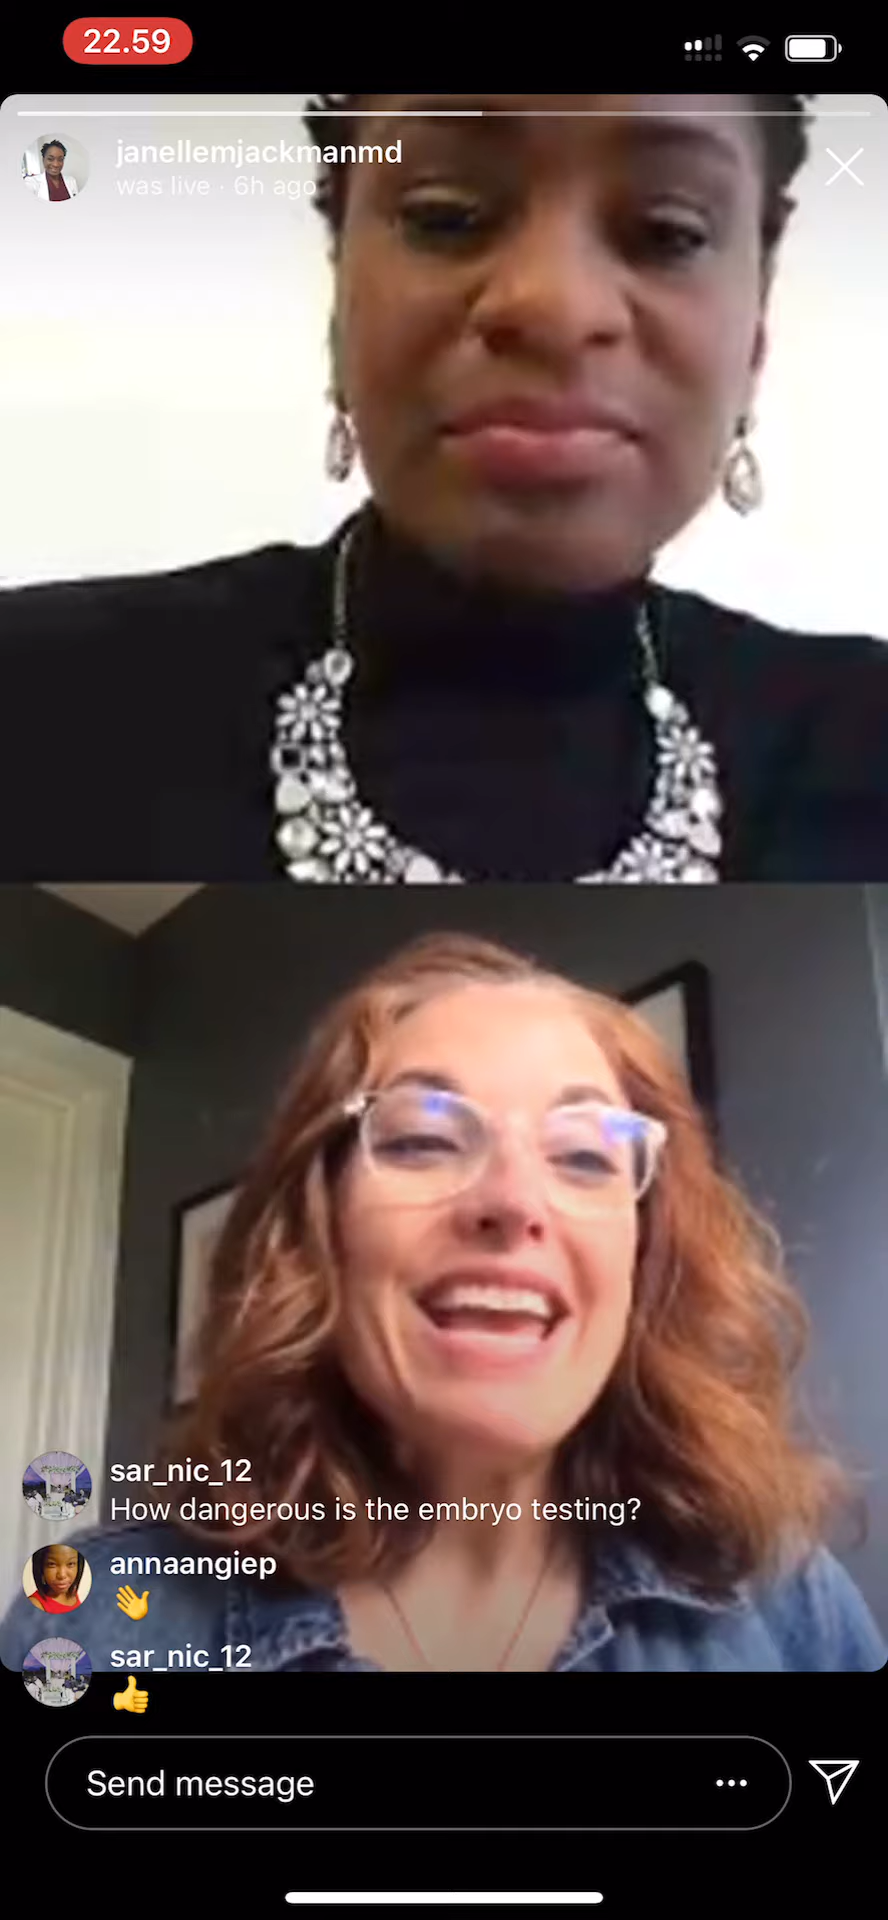 22.59
janellemjackmanmd
was live · 6h ago
sar_nic_12
How dangerous is the embryo testing?
annaangiep
👋
sar_nic_12
👍
Send message